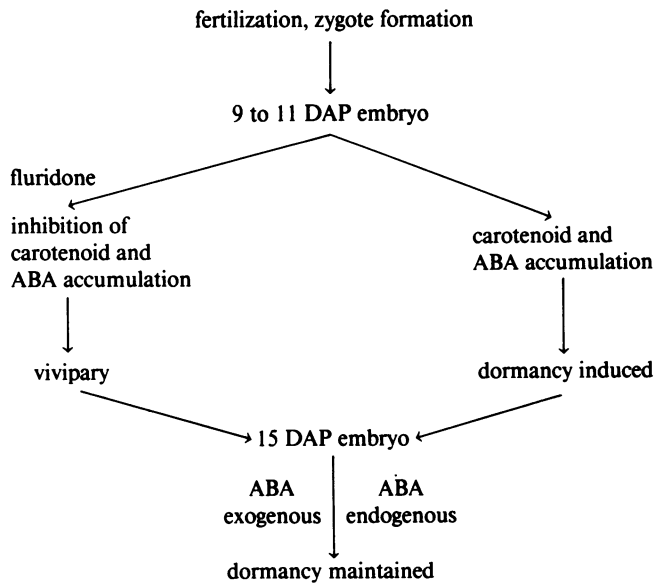 fertilization, zygote formation
9 to 11 DAP embryo
fluridone
inhibition of
carotenoid and
ABA accumulation
carotenoid and
ABA accumulation
vivipary
dormancy induced
15 DAP embryo
ABA
exogenous
ABA
endogenous
dormancy maintained